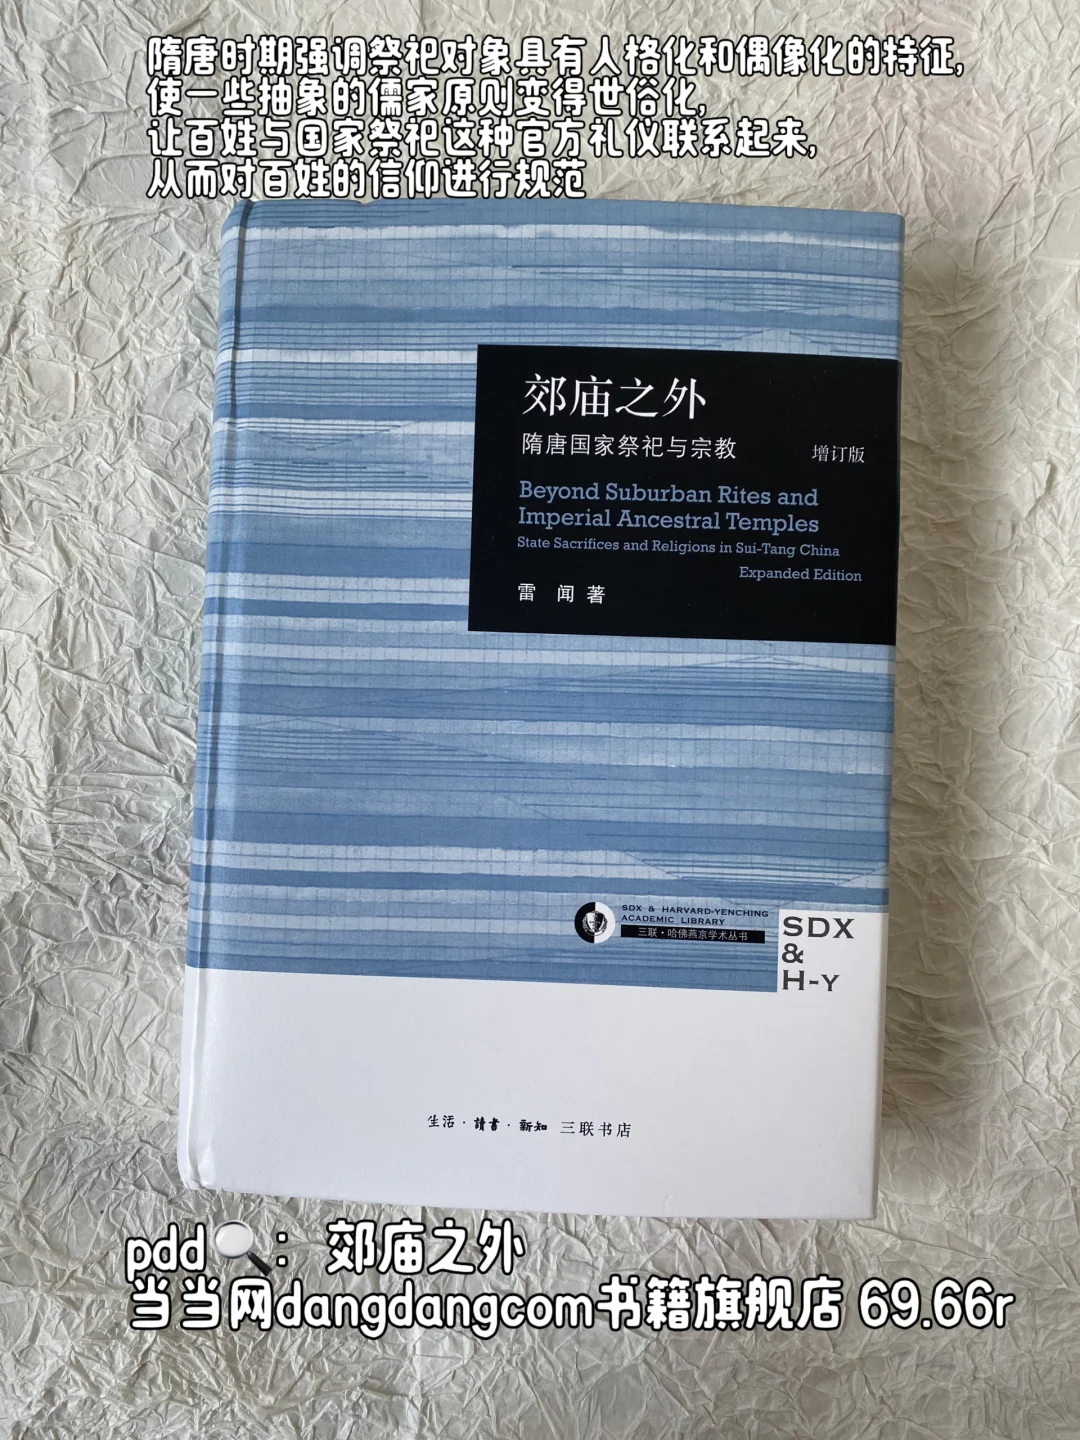 隋唐时期强调祭祀对象具有人格化和偶像化的特征,
使一些抽象的儒家原则变得世俗化,
让百姓与国家祭祀这种官方礼仪联系起来,
从而对百姓的信仰进行规范
郊庙之外
隋唐国家祭祀与宗教
增订版
Beyond Suburban Rites and
Imperial Ancestral Temples
State Sacrifices and Religions in Sui-Tang China
Expanded Edition
雷 闻 著
SDX & HARVARD-YENCHING
ACADEMIC LIBRARY
三联·哈佛燕京学术丛书
SDX
&
H-Y
生活·讀書·新知 三联书店
pdd🔍：郊庙之外
当当网dangdangcom书籍旗舰店 69.66r